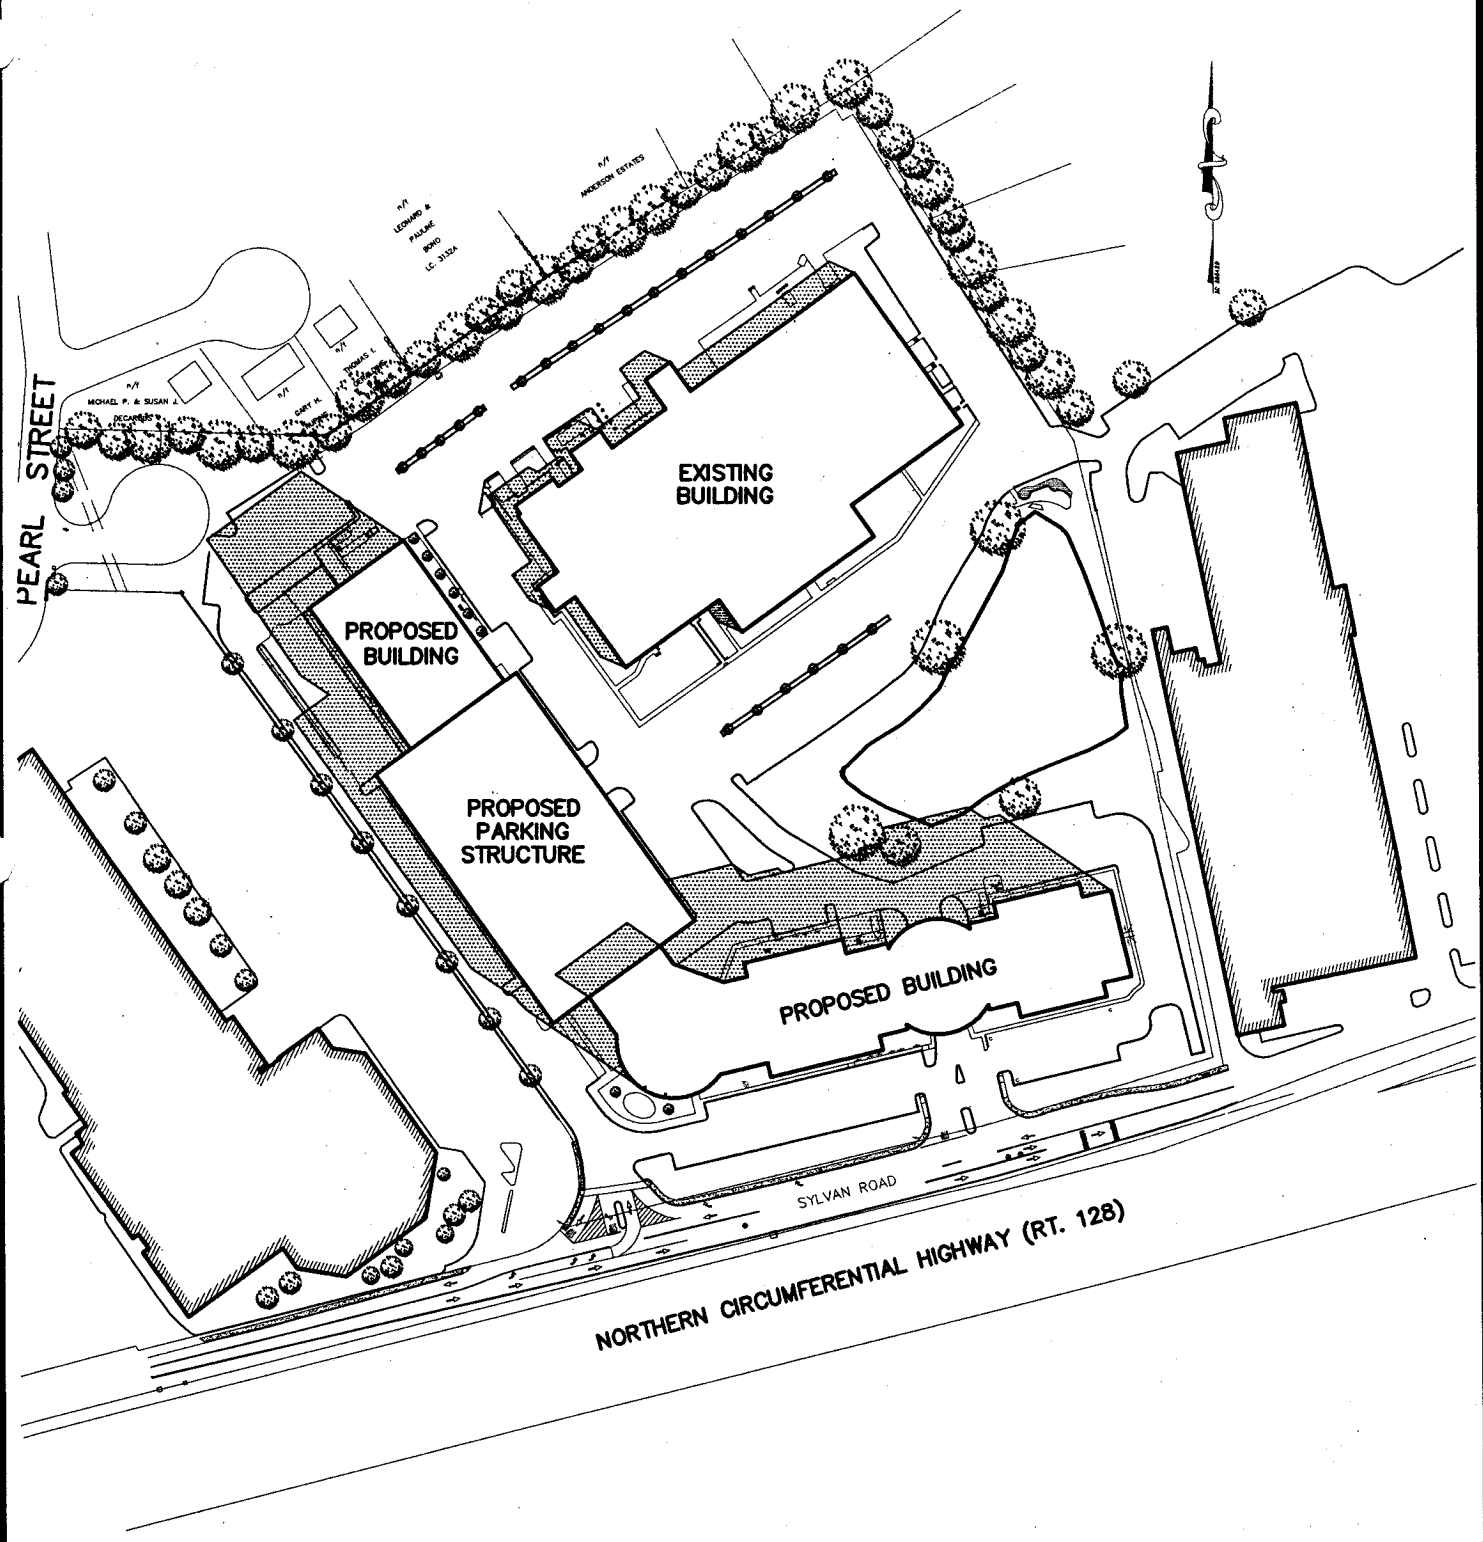 n/f
ANDERSON ESTATES
n/f
LEONARD &
PAULINE
BOND
LC. 3132A
n/f
THOMAS I.
n/f
GARY H.
n/f
MICHAEL P. & SUSAN J.
PEARL STREET
EXISTING
BUILDING
PROPOSED
BUILDING
PROPOSED
PARKING
STRUCTURE
PROPOSED BUILDING
SYLVAN ROAD
NORTHERN CIRCUMFERENTIAL HIGHWAY (RT. 128)